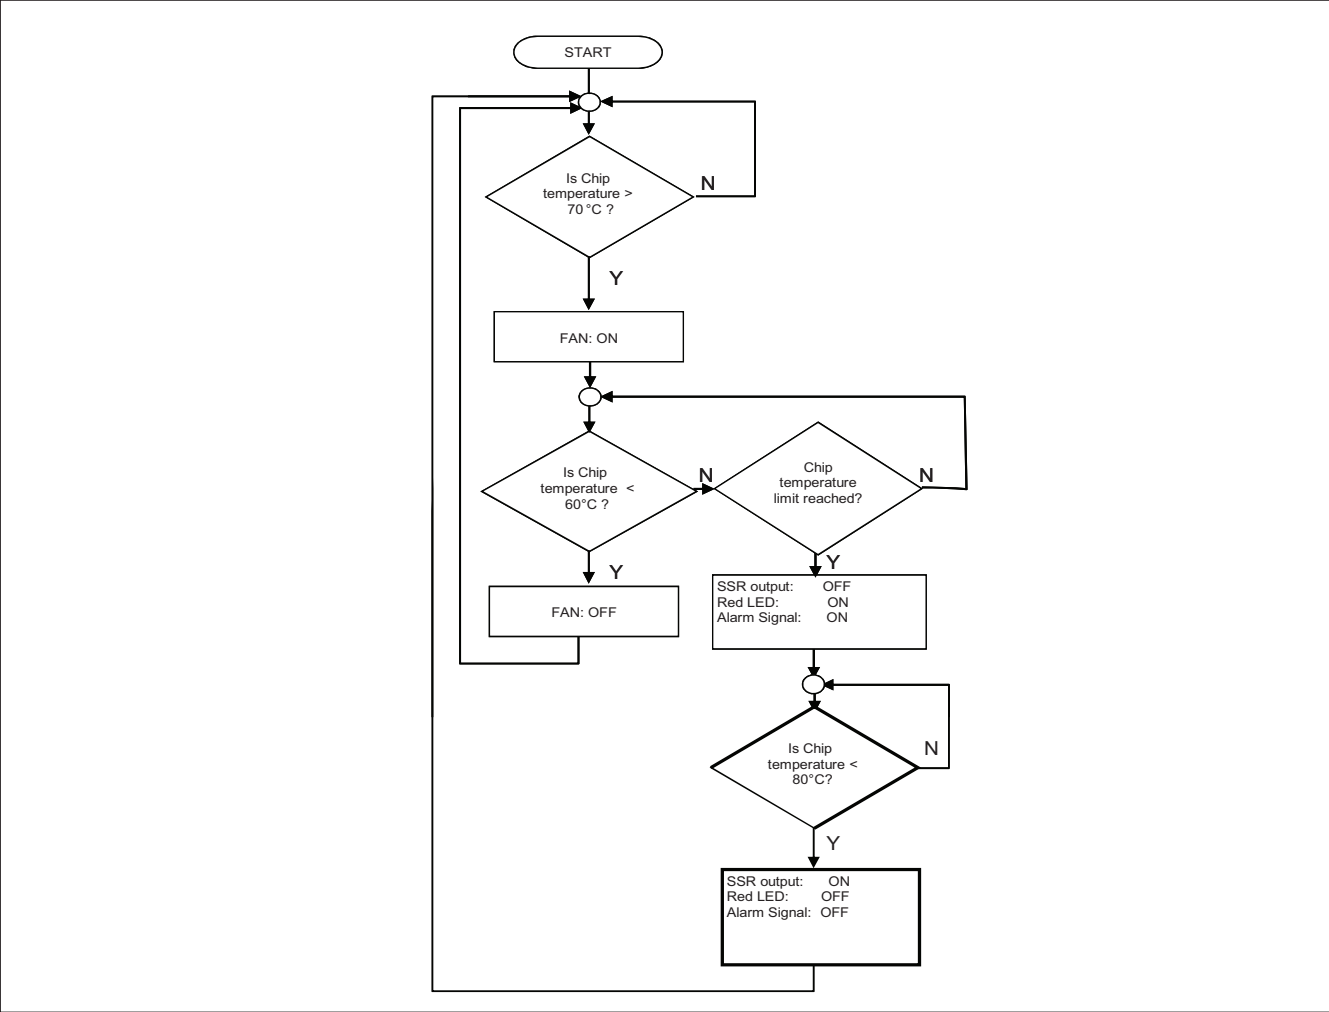 START
Is Chip
temperature >
70°C ?
N
Y
FAN: ON
Is Chip
temperature <
60°C ?
N
Chip
temperature
limit reached?
N
Y
Y
FAN: OFF
SSR output: OFF
Red LED: ON
Alarm Signal: ON
Is Chip
temperature <
80°C?
N
Y
SSR output: ON
Red LED: OFF
Alarm Signal: OFF